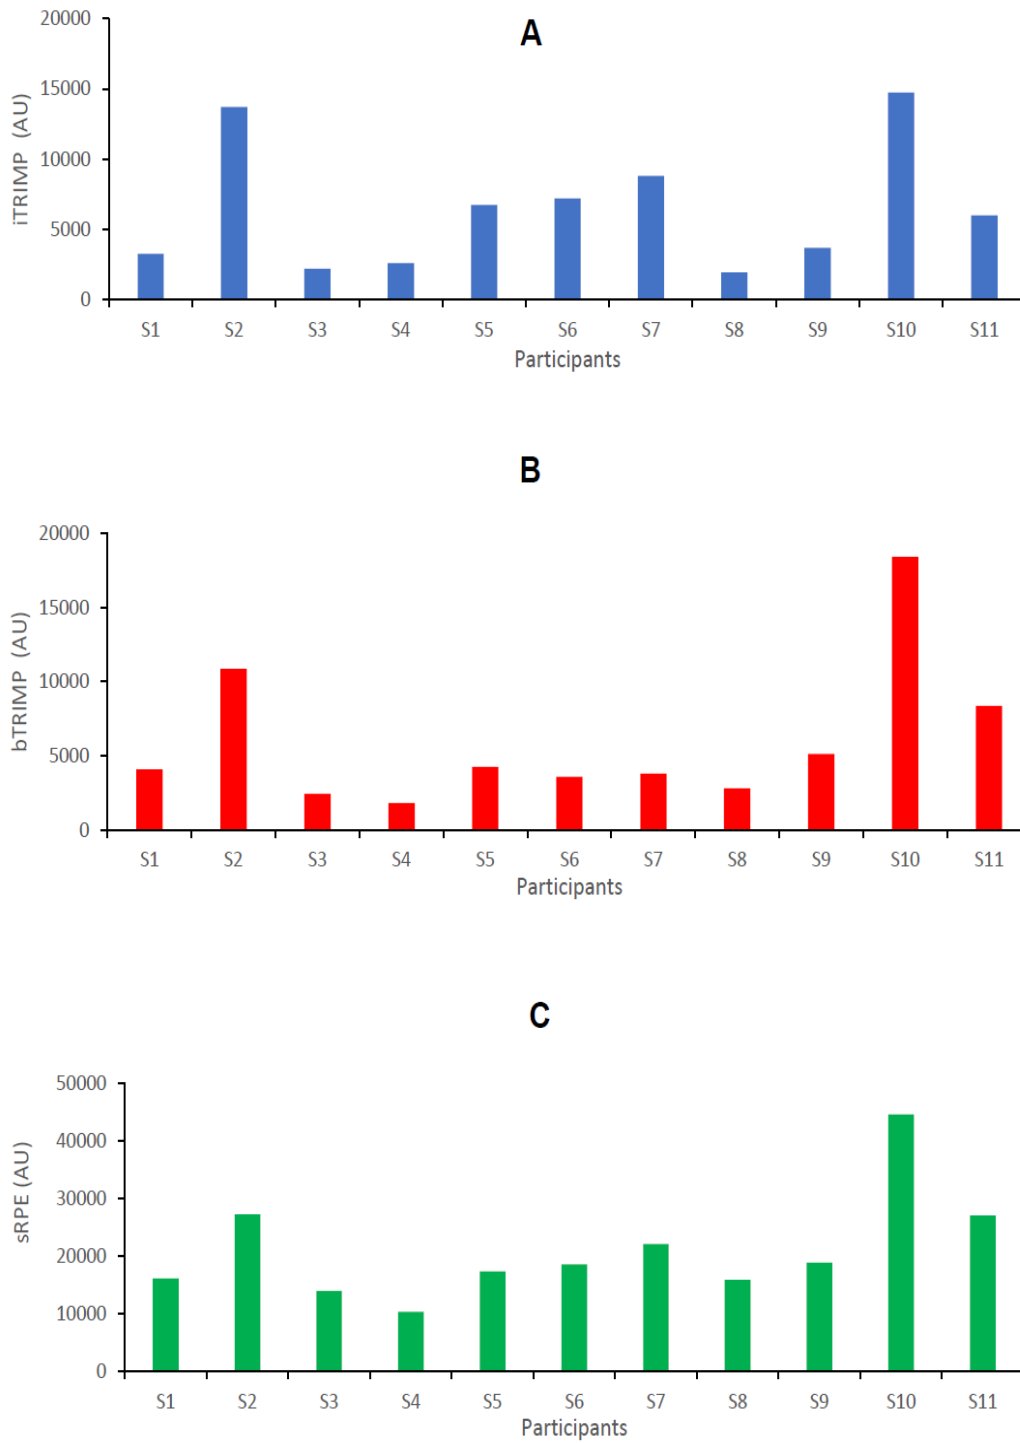 A
iTRIMP (AU)
20000
15000
10000
5000
0
S1 S2 S3 S4 S5 S6 S7 S8 S9 S10 S11
Participants
B
bTRIMP (AU)
20000
15000
10000
5000
0
S1 S2 S3 S4 S5 S6 S7 S8 S9 S10 S11
Participants
C
sRPE (AU)
50000
40000
30000
20000
10000
0
S1 S2 S3 S4 S5 S6 S7 S8 S9 S10 S11
Participants